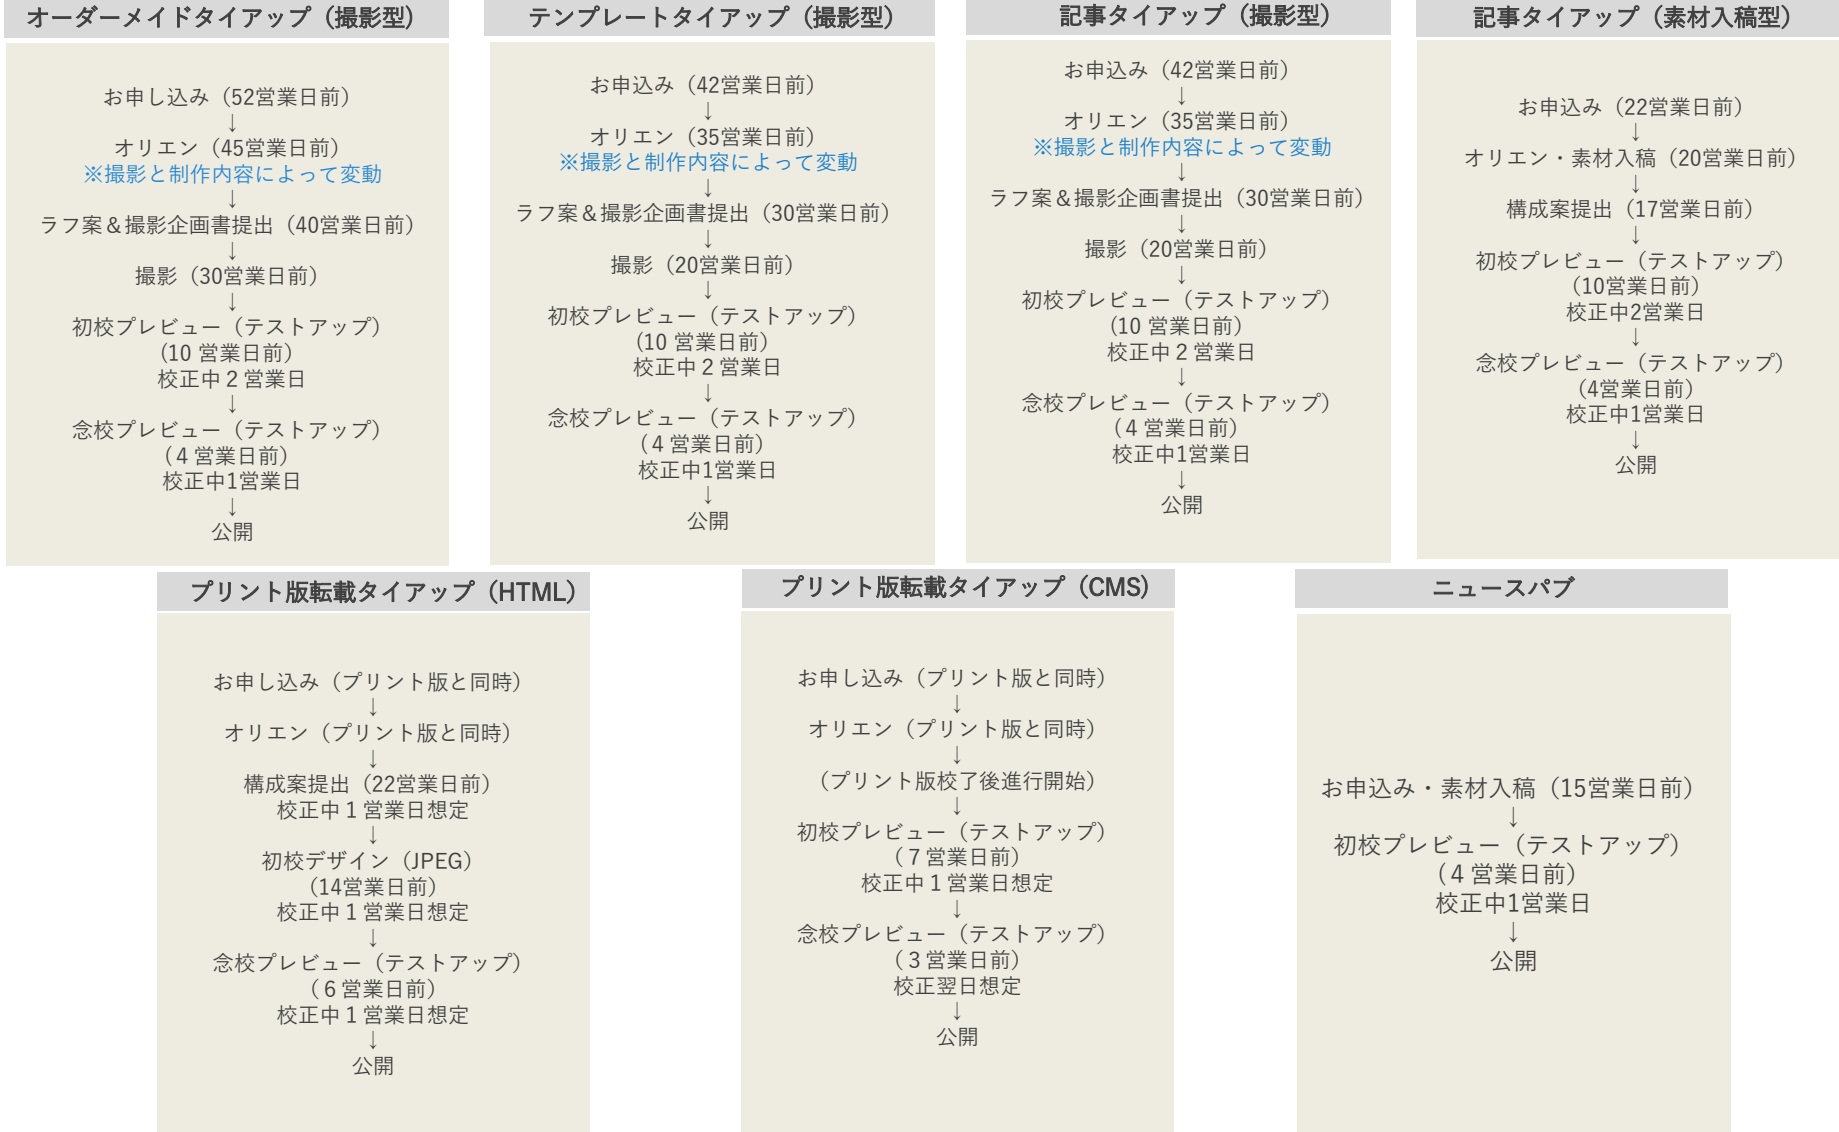 オーダーメイドタイアップ（撮影型）
お申し込み（52営業日前）
↓
オリエン（45営業日前）
※撮影と制作内容によって変動
↓
ラフ案＆撮影企画書提出（40営業日前）
↓
撮影（30営業日前）
↓
初校プレビュー（テストアップ）
（10 営業日前）
校正中２営業日
↓
念校プレビュー（テストアップ）
（４営業日前）
校正中1営業日
↓
公開
テンプレートタイアップ（撮影型）
お申込み（42営業日前）
↓
オリエン（35営業日前）
※撮影と制作内容によって変動
↓
ラフ案＆撮影企画書提出（30営業日前）
↓
撮影（20営業日前）
↓
初校プレビュー（テストアップ）
（10 営業日前）
校正中２営業日
↓
念校プレビュー（テストアップ）
（４営業日前）
校正中1営業日
↓
公開
記事タイアップ（撮影型）
お申込み（42営業日前）
↓
オリエン（35営業日前）
※撮影と制作内容によって変動
↓
ラフ案＆撮影企画書提出（30営業日前）
↓
撮影（20営業日前）
↓
初校プレビュー（テストアップ）
（10 営業日前）
校正中２営業日
↓
念校プレビュー（テストアップ）
（４営業日前）
校正中1営業日
↓
公開
記事タイアップ（素材入稿型）
お申込み（22営業日前）
↓
オリエン・素材入稿（20営業日前）
↓
構成案提出（17営業日前）
↓
初校プレビュー（テストアップ）
（10営業日前）
校正中2営業日
↓
念校プレビュー（テストアップ）
（4営業日前）
校正中1営業日
↓
公開
プリント版転載タイアップ（HTML）
お申し込み（プリント版と同時）
↓
オリエン（プリント版と同時）
↓
構成案提出（22営業日前）
校正中１営業日想定
↓
初校デザイン（JPEG）
（14営業日前）
校正中１営業日想定
↓
念校プレビュー（テストアップ）
（６営業日前）
校正中１営業日想定
↓
公開
プリント版転載タイアップ（CMS）
お申し込み（プリント版と同時）
↓
オリエン（プリント版と同時）
↓
（プリント版校了後進行開始）
↓
初校プレビュー（テストアップ）
（７営業日前）
校正中１営業日想定
↓
念校プレビュー（テストアップ）
（３営業日前）
校正翌日想定
↓
公開
ニュースパブ
お申込み・素材入稿（15営業日前）
↓
初校プレビュー（テストアップ）
（４営業日前）
校正中1営業日
↓
公開